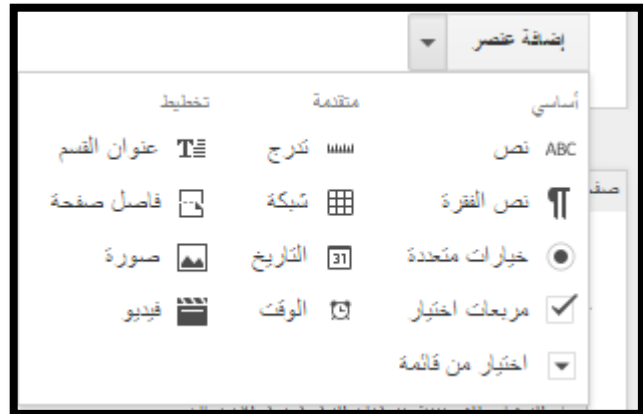 إضافة عنصر
أساسي متقدمة تخطيط
ABC نص تدرج T عنوان القسم
نص الفقرة شبكة فاصل صفحة
خيارات متعددة 31 التاريخ صورة
مربعات اختيار الوقت فيديو
اختيار من قائمة